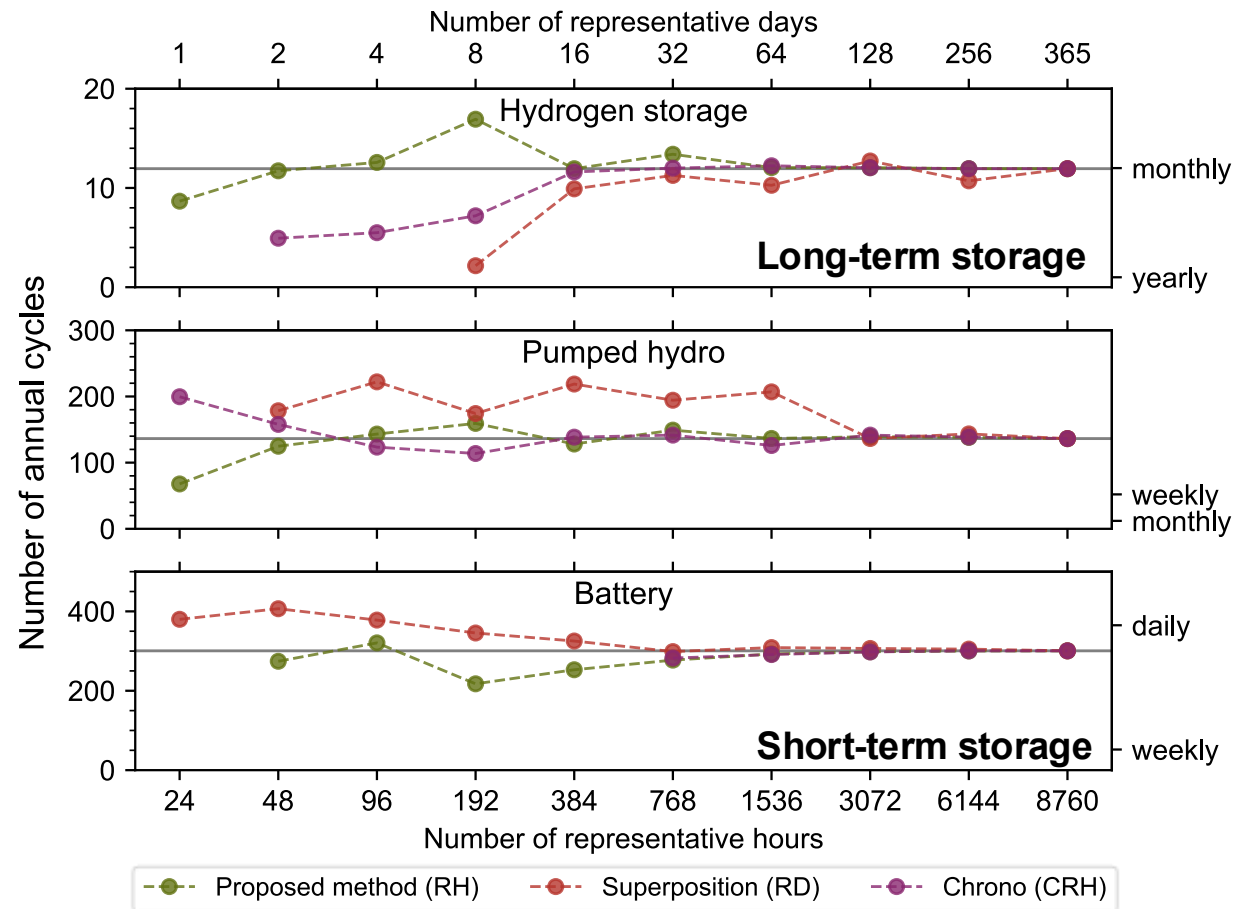 Number of representative days
1 2 4 8 16 32 64 128 256 365
Hydrogen storage
20
10
0
monthly
yearly
Long-term storage
Number of annual cycles
Pumped hydro
300
200
100
0
weekly
monthly
Battery
400
200
0
daily
weekly
Short-term storage
24 48 96 192 384 768 1536 3072 6144 8760
Number of representative hours
Proposed method (RH) Superposition (RD) Chrono (CRH)